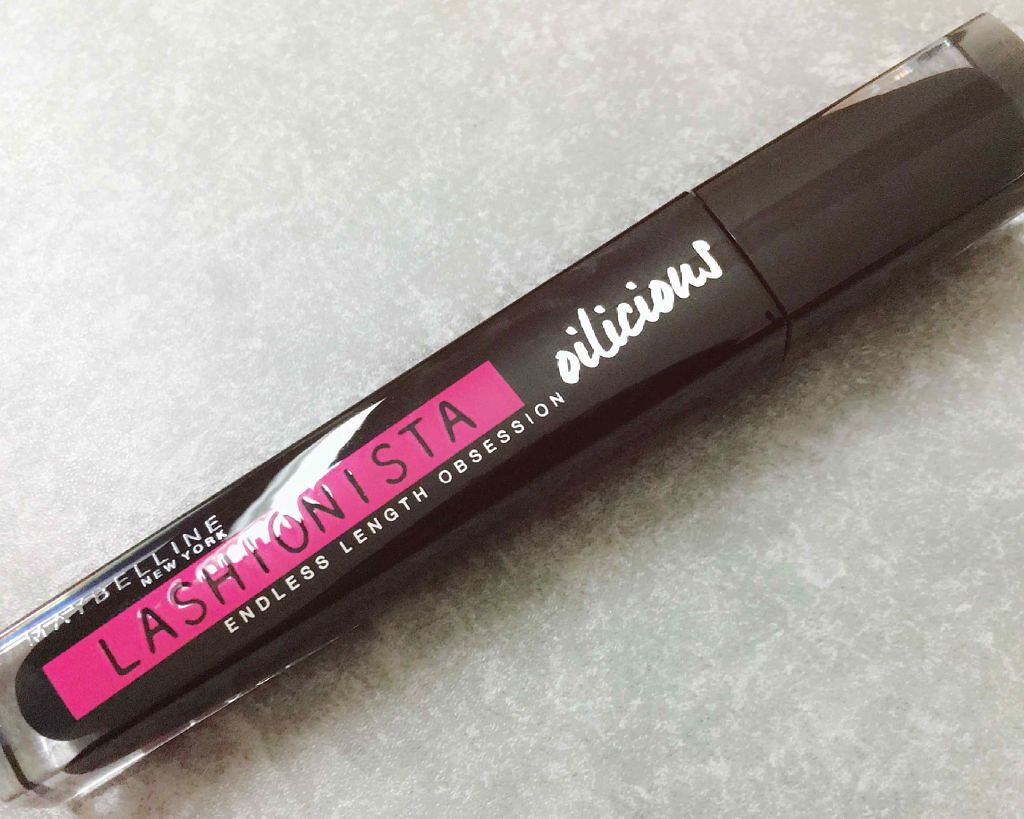 MAYBELLINE
NEW YORK
LASHIONISTA
ENDLESS LENGTH OBSESSION
oilicious